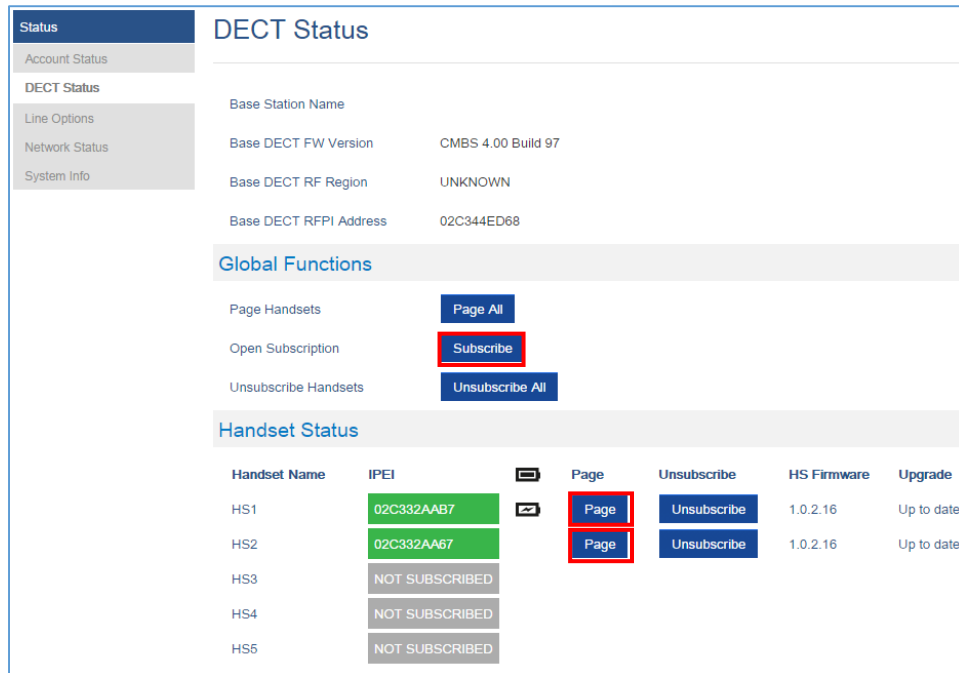 Status
Account Status
DECT Status
Line Options
Network Status
System Info
DECT Status
Base Station Name
Base DECT FW Version CMBS 4.00 Build 97
Base DECT RF Region UNKNOWN
Base DECT RFPI Address 02C344ED68
Global Functions
Page Handsets Page All
Open Subscription Subscribe
Unsubscribe Handsets Unsubscribe All
Handset Status
Handset Name IPEI Page Unsubscribe HS Firmware Upgrade
HS1 02C332AAB7 Page Unsubscribe 1.0.2.16 Up to date
HS2 02C332AA67 Page Unsubscribe 1.0.2.16 Up to date
HS3 NOT SUBSCRIBED
HS4 NOT SUBSCRIBED
HS5 NOT SUBSCRIBED